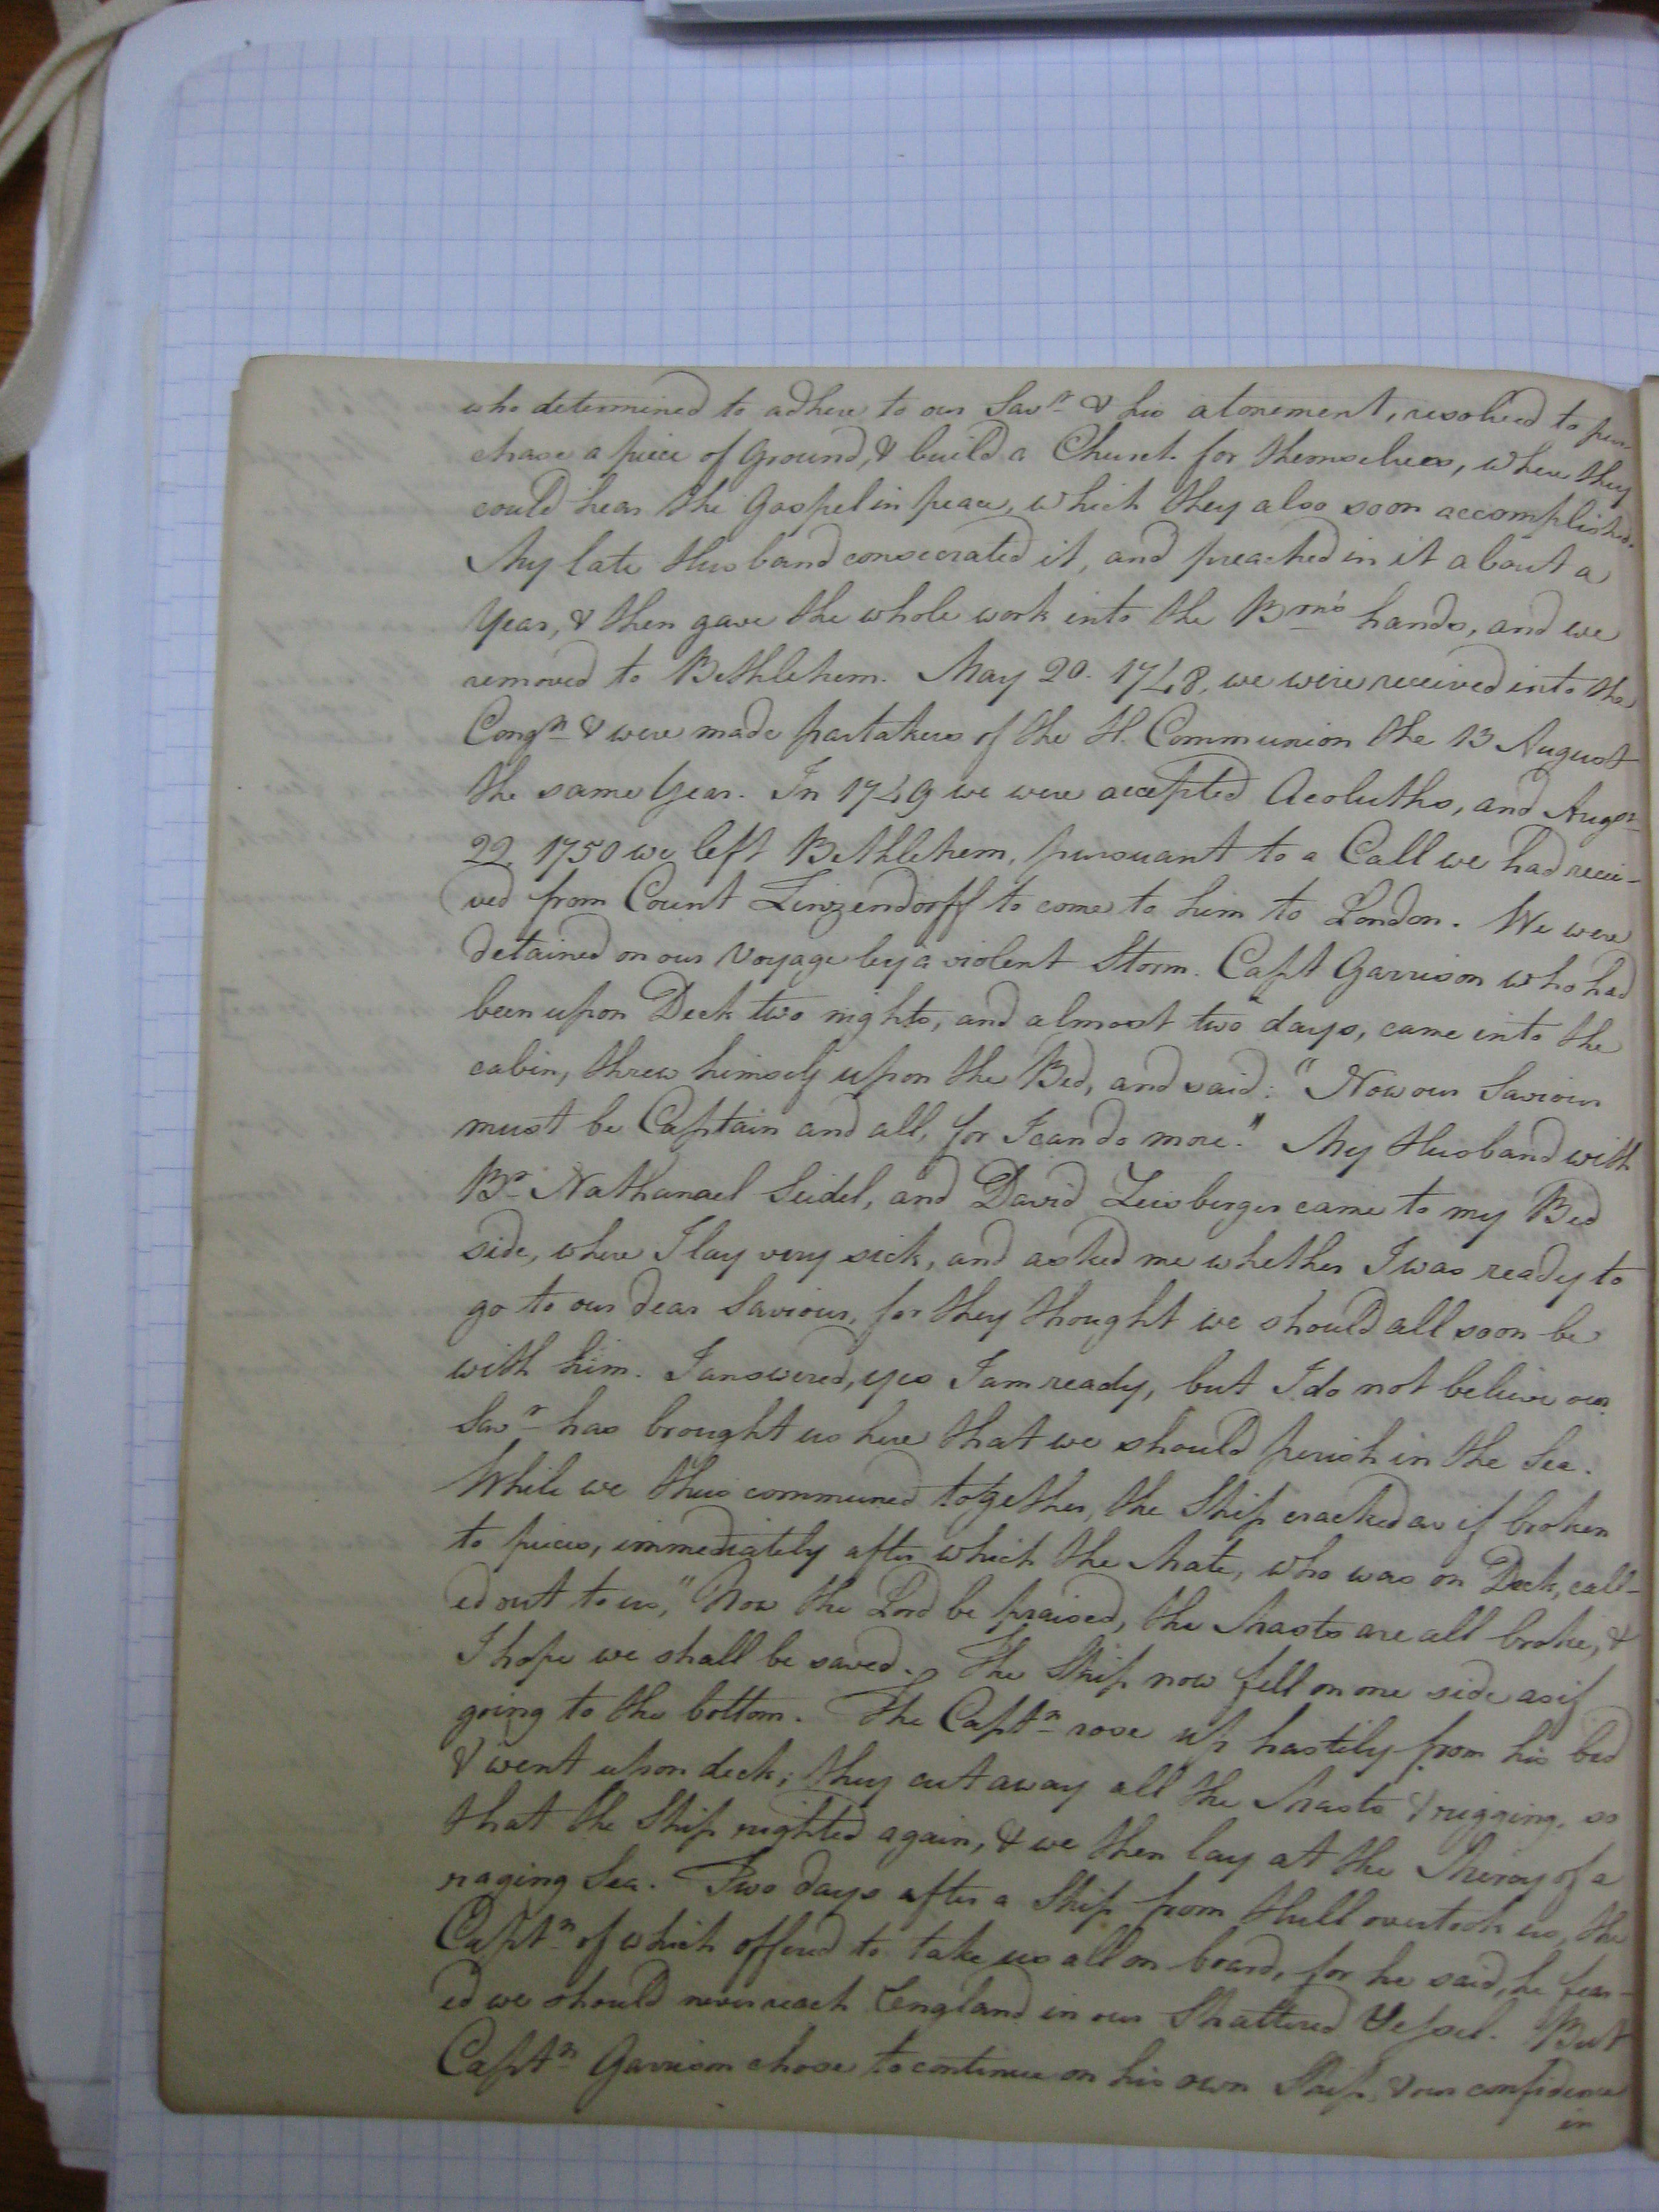 who determined to adhere to our Savr & his atonement, resolved to pur-
chase a piece of Ground, & build a Church for themselves, where they
could hear the Gospel in peace, which they also soon accomplished.
My late Husband consecrated it, and preached in it about a
Year, & then gave the whole work into the Brn's hands, and we
removed to Bethlehem. May 20. 1748, we were received into the
Congn & were made partakers of the H. Communion the 13 August
the same Year. In 1749 we were accepted Acoluths, and Augst
22. 1750 we left Bethlehem, pursuant to a Call we had recei-
ved from Count Zinzendorff to come to him to London. We were
detained on our Voyage by a violent Storm. Capt Garrison who had
been upon Deck two nights, and almost two days, came into the
cabin, threw himself upon the Bed, and said: "Now our Saviour
must be Captain and all, for I can do more." My Husband with
Br Nathanael Seidel, and David Zeisberger came to my Bed
side, where I lay very sick, and asked me whether I was ready to
go to our dear Saviour, for they thought we should all soon be
with him. I answered, yes I am ready, but I do not believe our
Savr has brought us here that we should perish in the Sea.
While we thus communed together, the Ship cracked as if broken
to pieces, immediately after which the Mate, who was on Deck, call-
ed out to us, "Now the Lord be praised, the Masts are all broke, &
I hope we shall be saved." The Ship now fell on one side as if
going to the bottom. The Captn rose up hastily from his bed
& went upon deck; they cut away all the Masts & rigging, so
that the Ship righted again, & we then lay at the Mercy of a
raging Sea. Two days after a Ship from Hull overtook us, the
Captn of which offered to take us all on board, for he said, he fear-
ed we should never reach England in our Shattered Vessel. But
Captn Garrison chose to continue on his own Ship, & our confidence
in